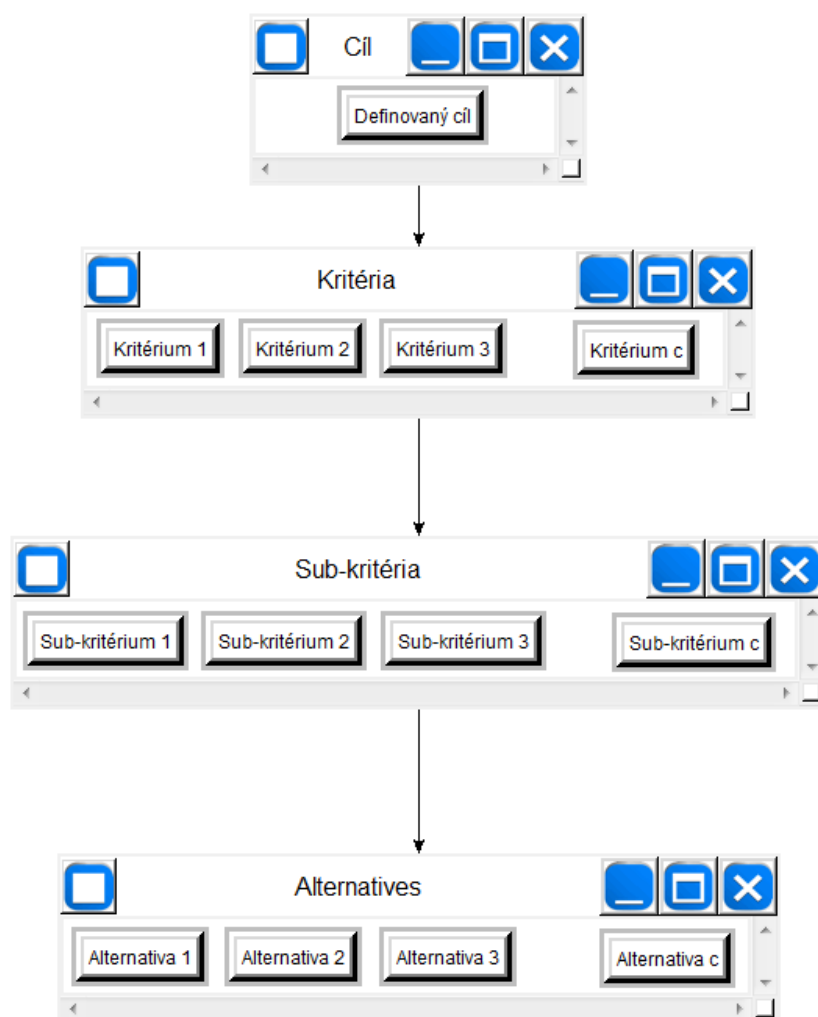 Cíl
Definovaný cíl
Kritéria
Kritérium 1 Kritérium 2 Kritérium 3 Kritérium c
Sub-kritéria
Sub-kritérium 1 Sub-kritérium 2 Sub-kritérium 3 Sub-kritérium c
Alternatives
Alternativa 1 Alternativa 2 Alternativa 3 Alternativa c